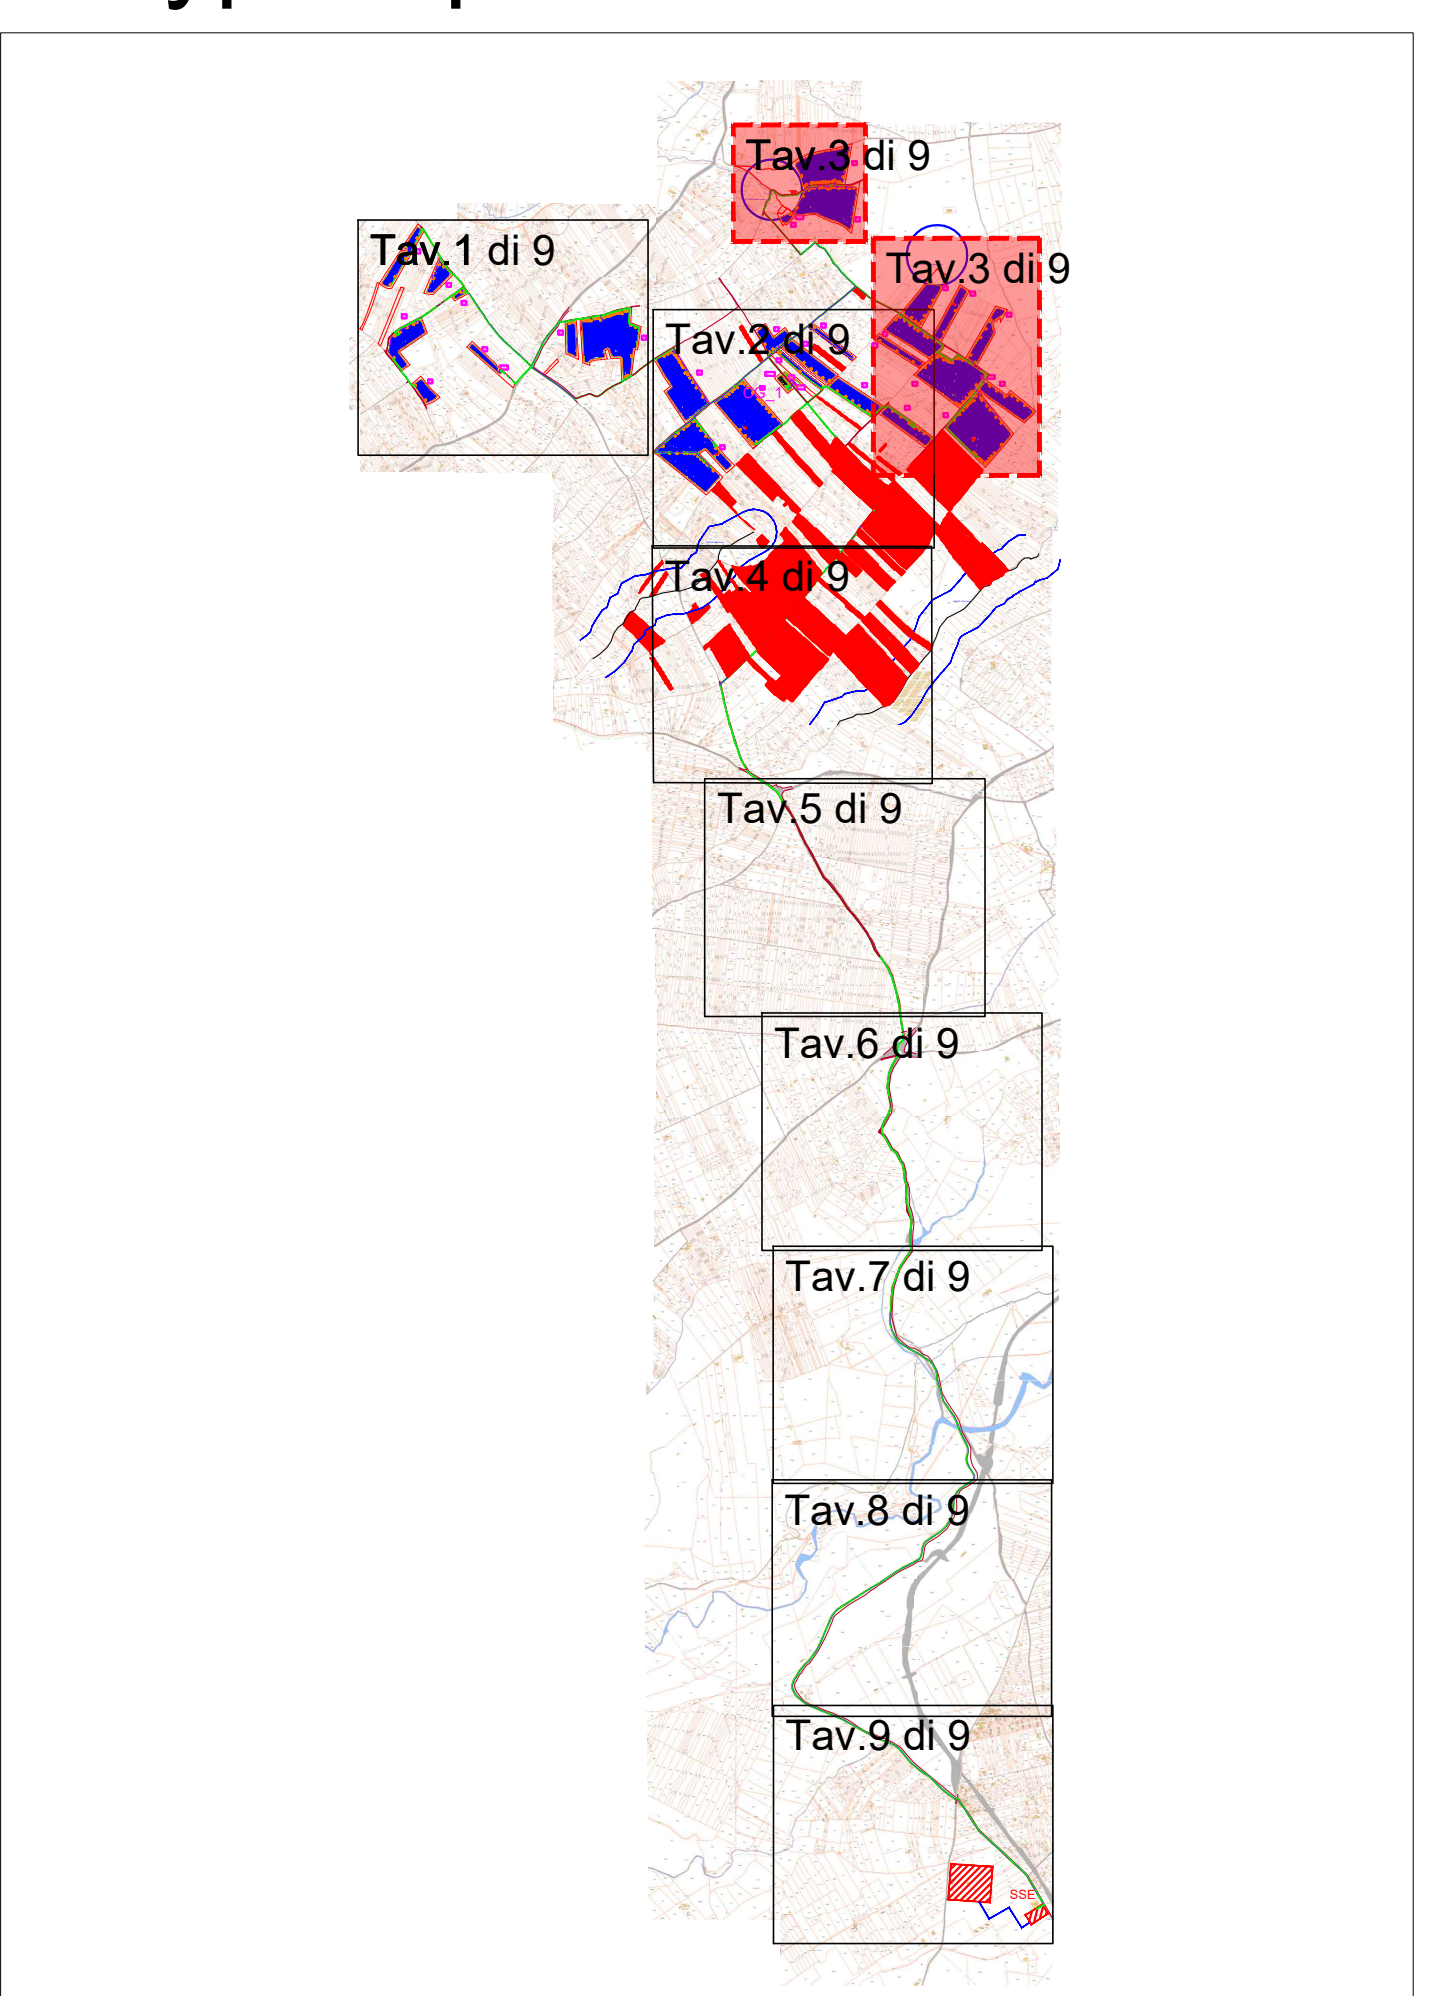 Tav.3 di 9
Tav.1 di 9
Tav.3 di 9
Tav.2 di 9
Tav.4 di 9
Tav.5 di 9
Tav.6 di 9
Tav.7 di 9
Tav.8 di 9
Tav.9 di 9
SSE